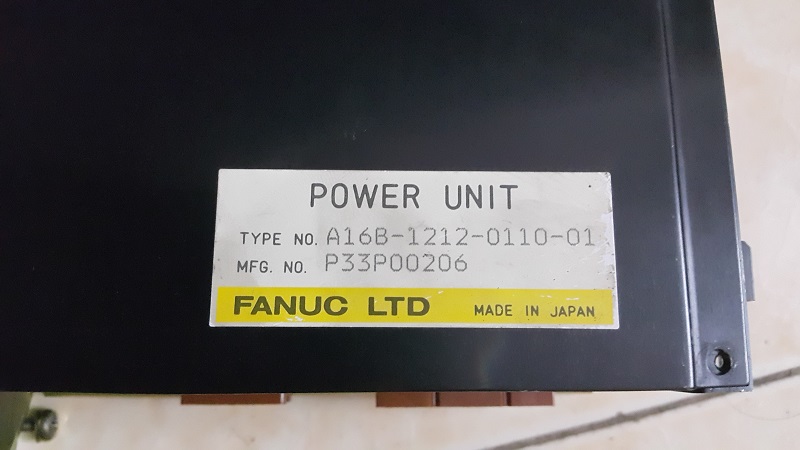 POWER UNIT
TYPE NO. A16B-1212-0110-01
MFG. NO. P33P00206
FANUC LTD MADE IN JAPAN